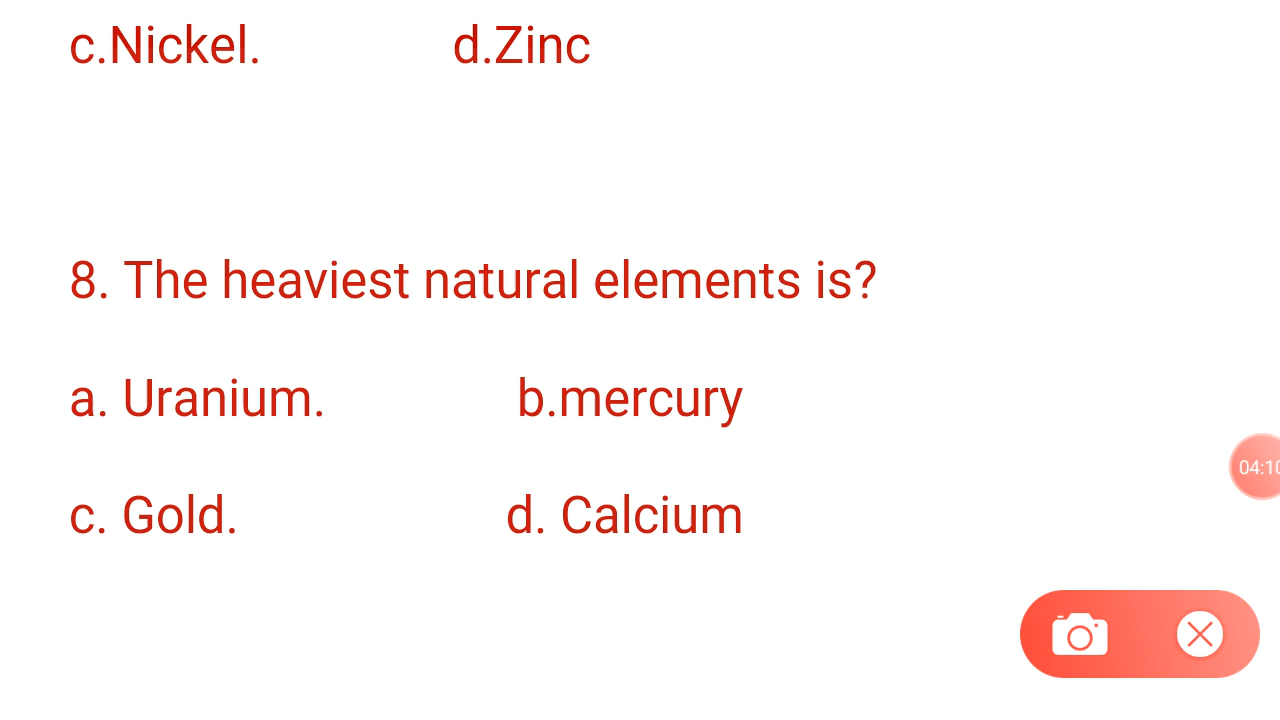 c.Nickel. d.Zinc
8. The heaviest natural elements is?
a. Uranium. b.mercury
c. Gold. d. Calcium
04:10